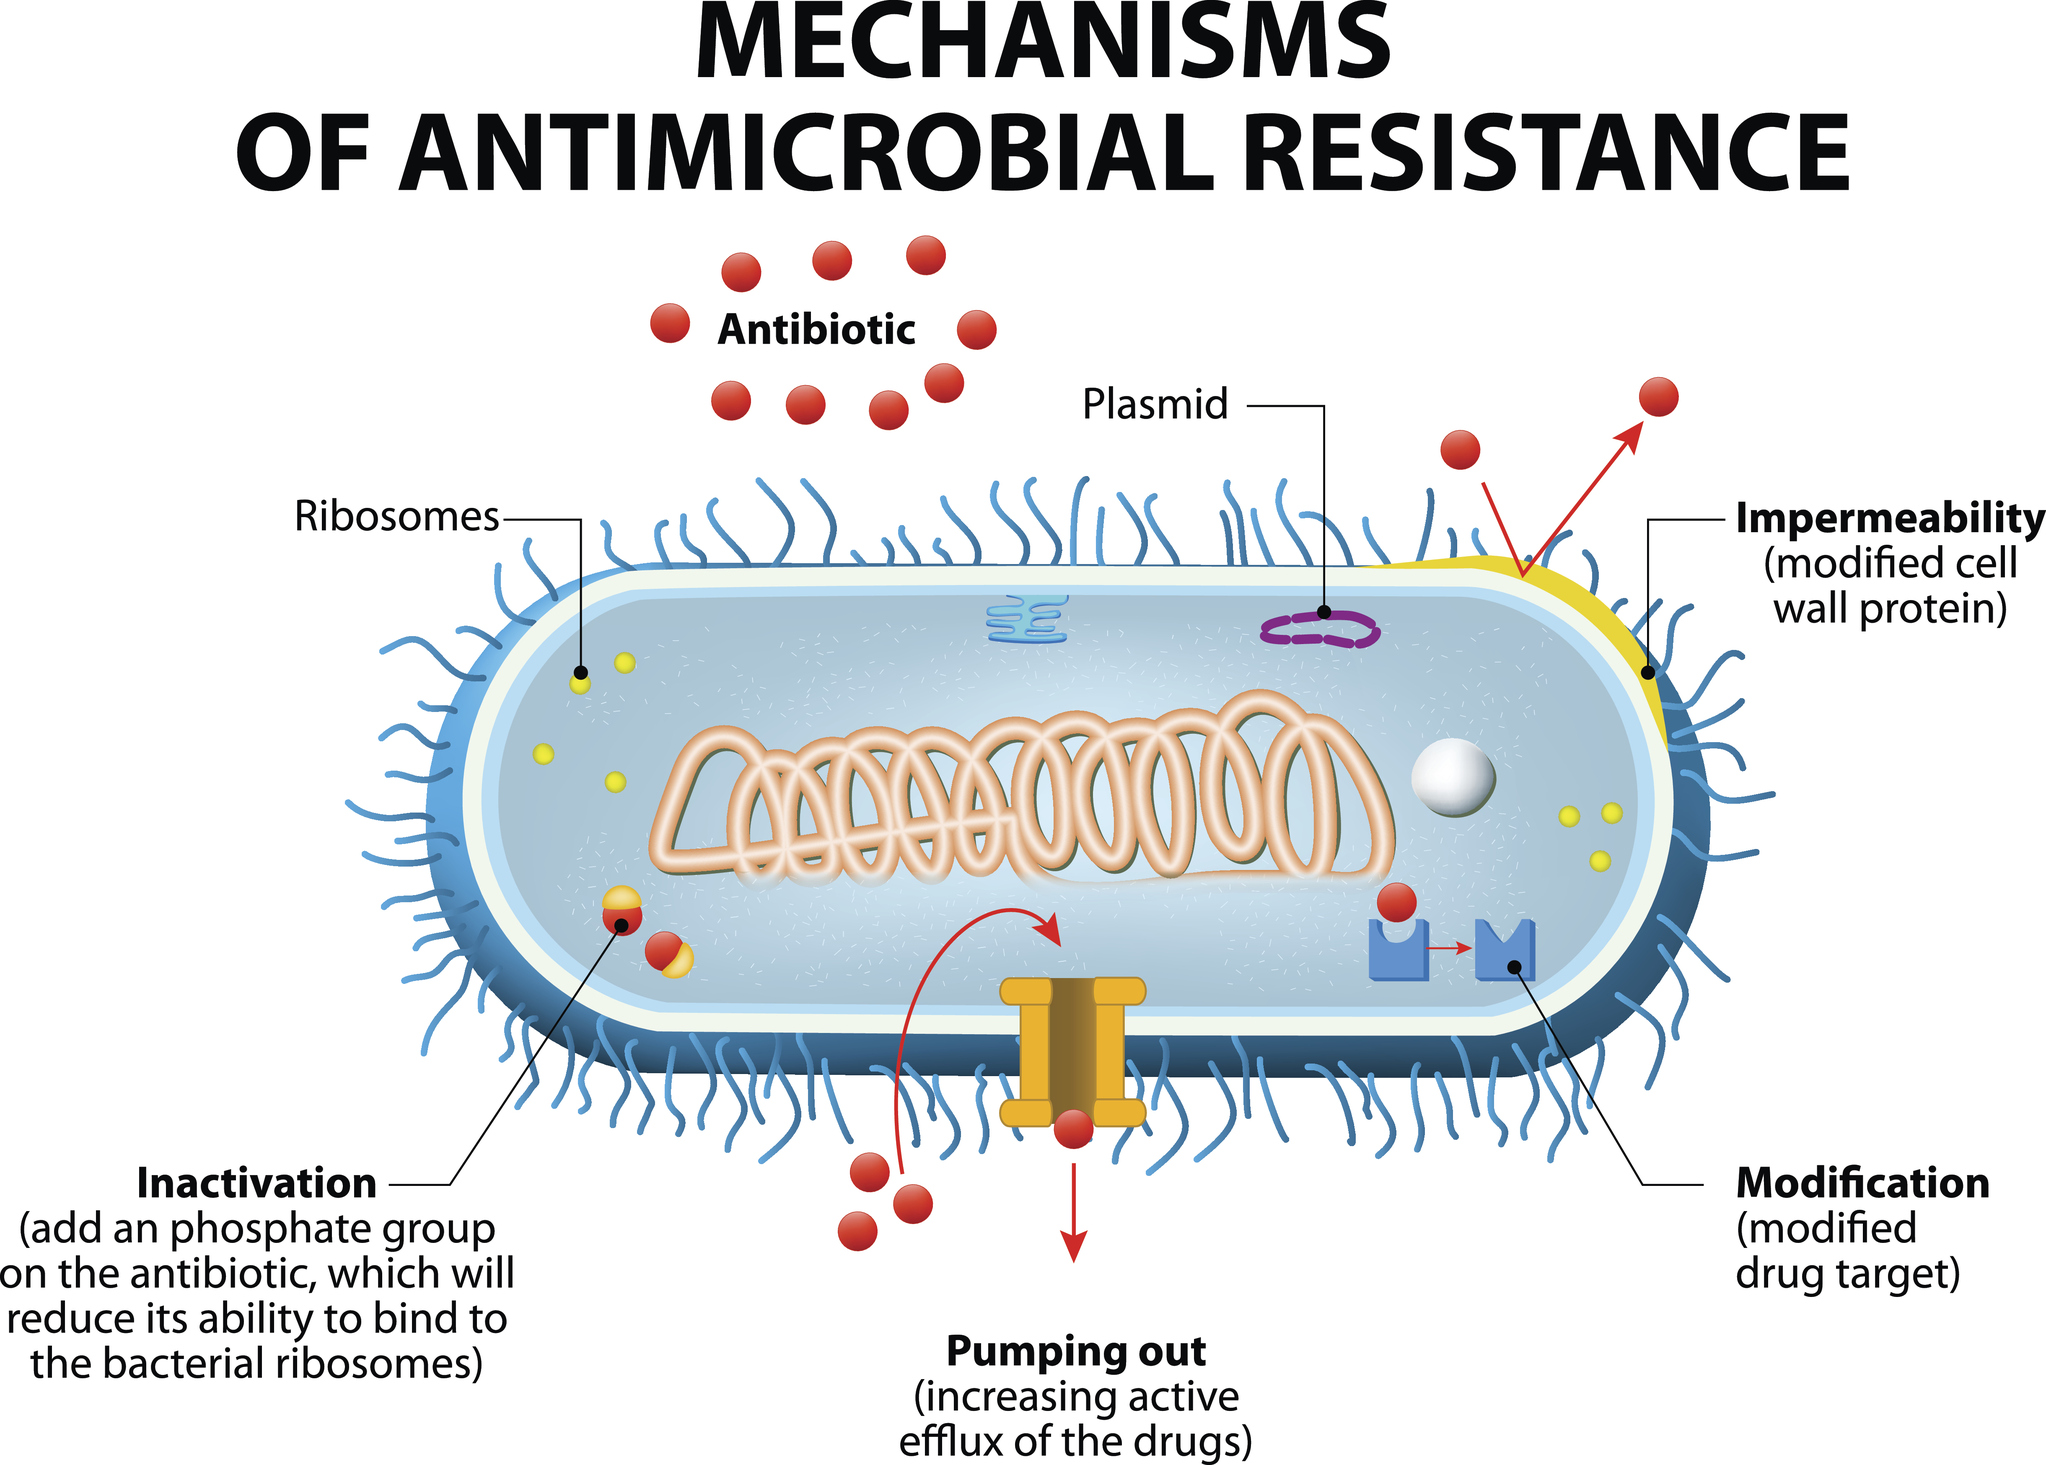 MECHANISMS
OF ANTIMICROBIAL RESISTANCE
Antibiotic
Plasmid
Ribosomes
Impermeability
(modified cell
wall protein)
Inactivation
(add an phosphate group
on the antibiotic, which will
reduce its ability to bind to
the bacterial ribosomes)
Pumping out
(increasing active
efflux of the drugs)
Modification
(modified
drug target)